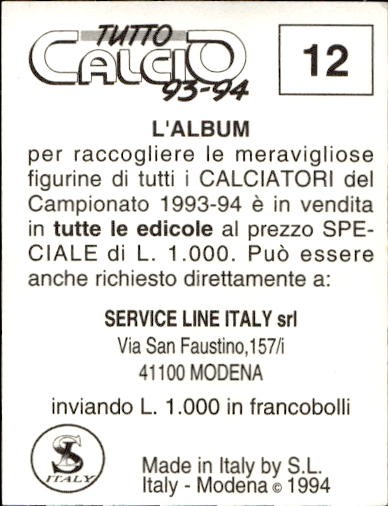 TUTTO
CALCIO
93-94
12
L'ALBUM
per raccogliere le meravigliose
figurine di tutti i CALCIATORI del
Campionato 1993-94 è in vendita
in tutte le edicole al prezzo SPE-
CIALE di L. 1.000. Può essere
anche richiesto direttamente a:
SERVICE LINE ITALY srl
Via San Faustino,157/i
41100 MODENA
inviando L. 1.000 in francobolli
SL
ITALY
Made in Italy by S.L.
Italy - Modena © 1994